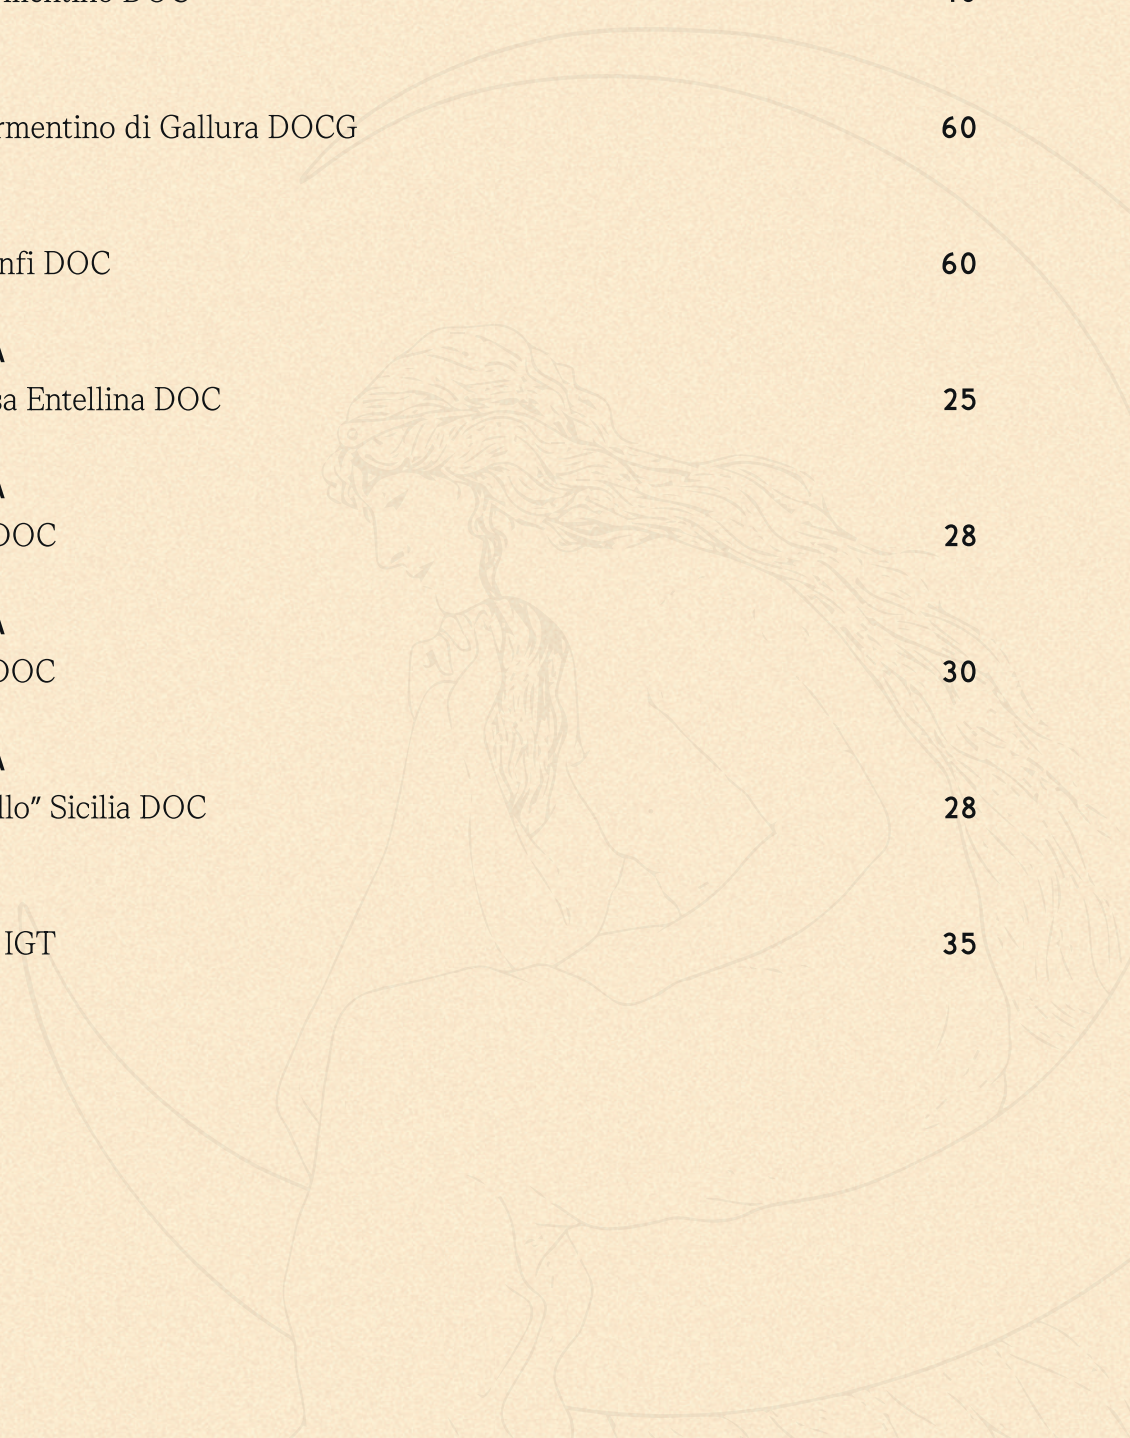 rmentino di Gallura DOCG 60
nfi DOC 60
A
sa Entellina DOC 25
A
DOC 28
A
DOC 30
A
llo” Sicilia DOC 28
IGT 35